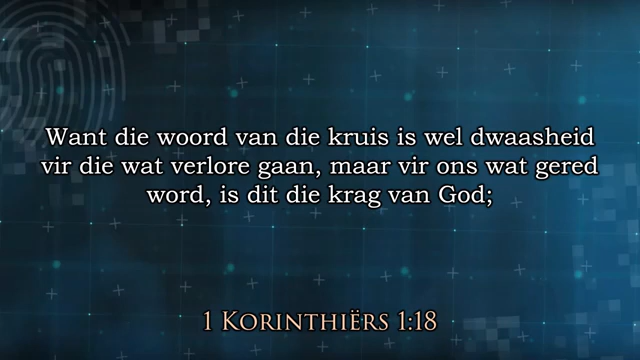 Want die woord van die kruis is wel dwaasheid
vir die wat verlore gaan, maar vir ons wat gered
word, is dit die krag van God;
1 Korinthiërs 1:18